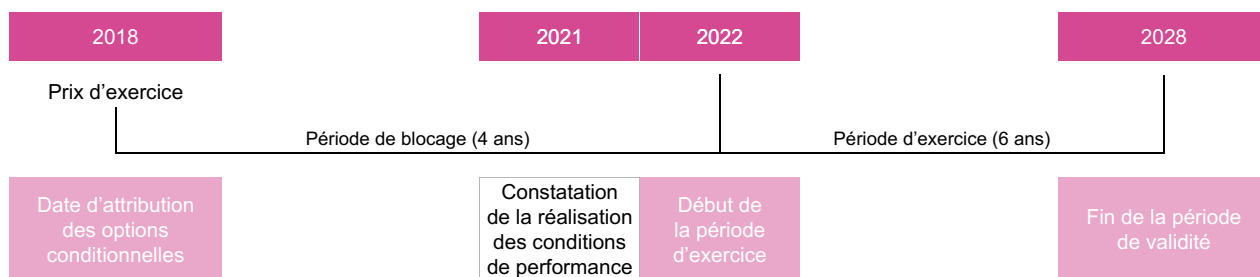 2018
2021
2022
2028
Prix d’exercice
Période de blocage (4 ans)
Période d’exercice (6 ans)
Date d’attribution
des options
conditionnelles
Constatation
de la réalisation
des conditions
de performance
Début de
la période
d’exercice
Fin de la période
de validité